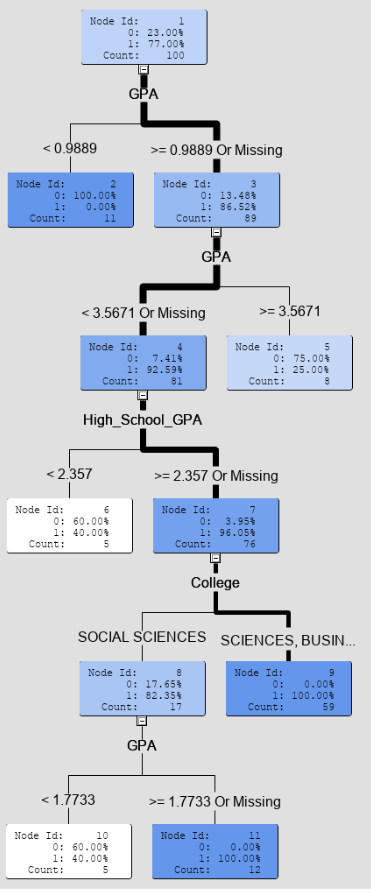 Node Id: 1
0: 23.00%
1: 77.00%
Count: 100
GPA
< 0.9889
>= 0.9889 Or Missing
Node Id: 2
0: 100.00%
1: 0.00%
Count: 11
Node Id: 3
0: 13.48%
1: 86.52%
Count: 89
GPA
< 3.5671 Or Missing
>= 3.5671
Node Id: 4
0: 7.41%
1: 92.59%
Count: 81
Node Id: 5
0: 75.00%
1: 25.00%
Count: 8
High_School_GPA
< 2.357
>= 2.357 Or Missing
Node Id: 6
0: 60.00%
1: 40.00%
Count: 5
Node Id: 7
0: 3.95%
1: 96.05%
Count: 76
College
SOCIAL SCIENCES
SCIENCES, BUSIN...
Node Id: 8
0: 17.65%
1: 82.35%
Count: 17
Node Id: 9
0: 0.00%
1: 100.00%
Count: 59
GPA
< 1.7733
>= 1.7733 Or Missing
Node Id: 10
0: 60.00%
1: 40.00%
Count: 5
Node Id: 11
0: 0.00%
1: 100.00%
Count: 12